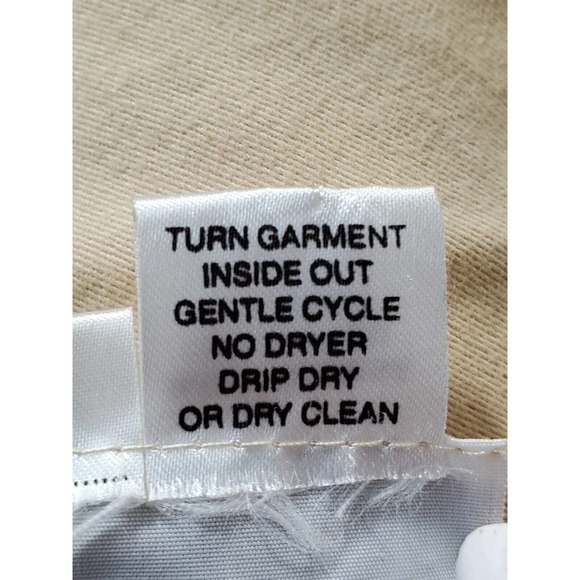 TURN GARMENT
INSIDE OUT
GENTLE CYCLE
NO DRYER
DRIP DRY
OR DRY CLEAN